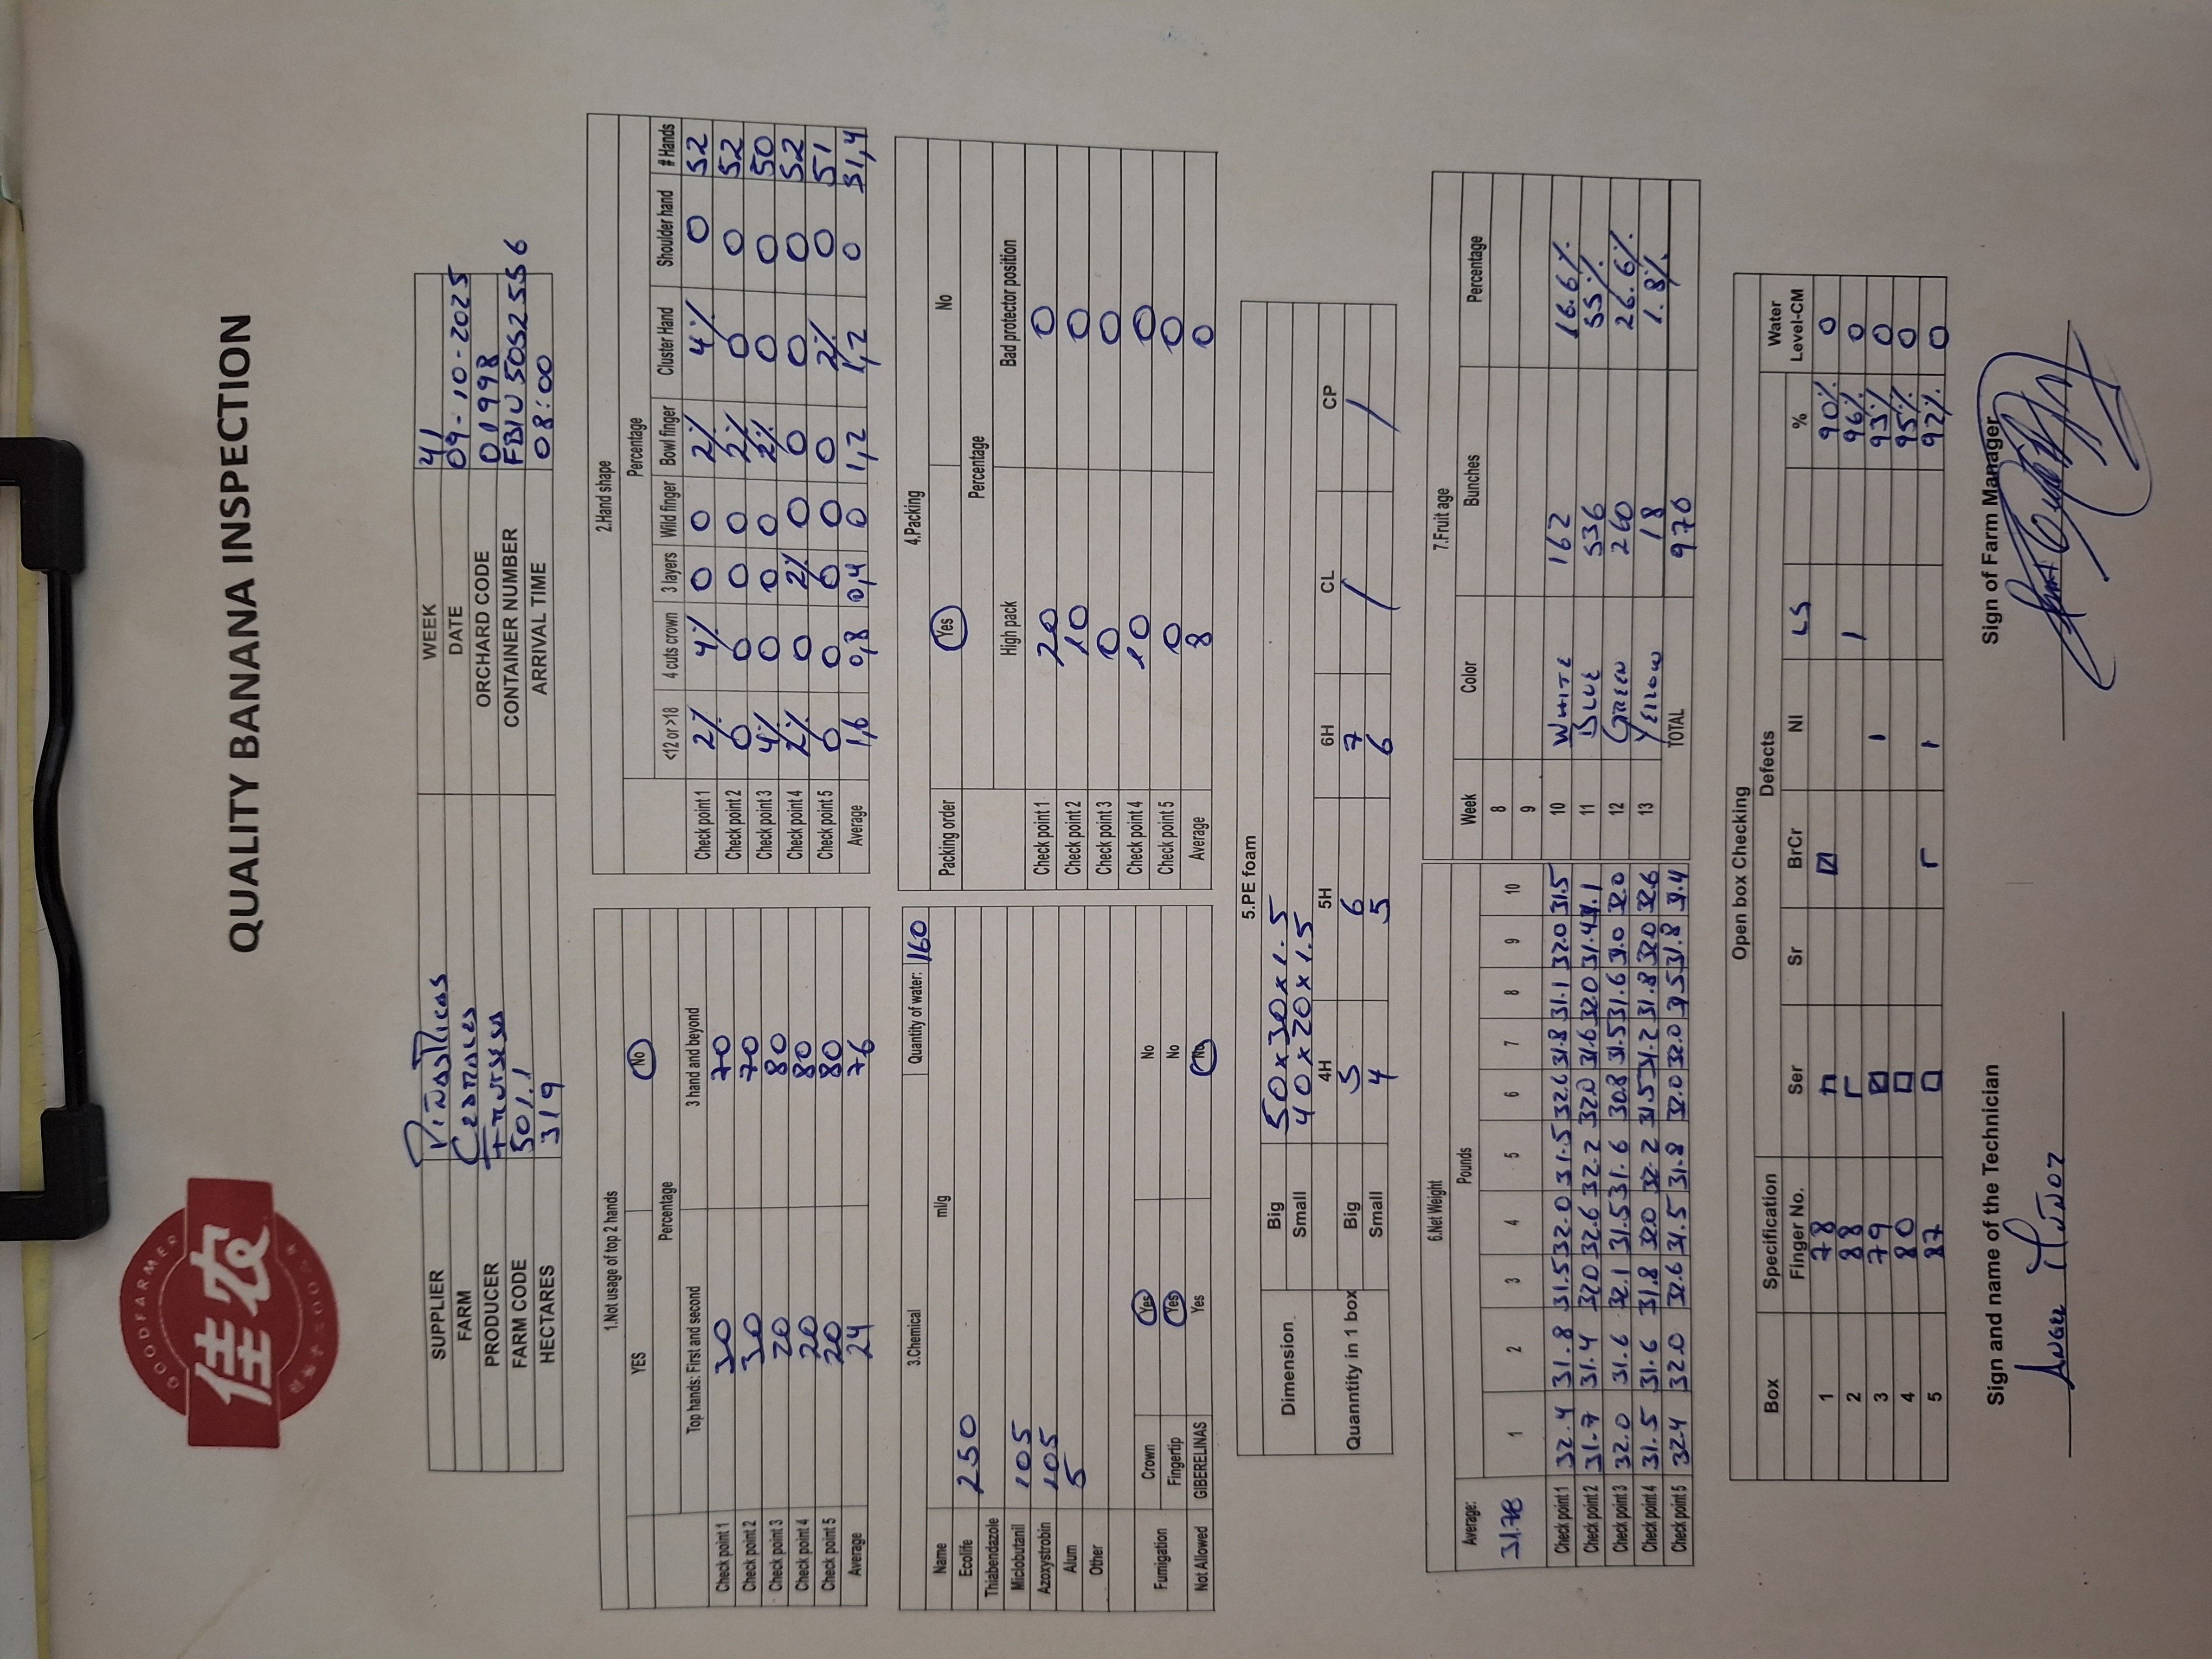 GOODFARMER
佳农
QUALITY BANANA INSPECTION
SUPPLIER PiñasRicas WEEK 41
FARM Cedrales DATE 09-10-2025
PRODUCER Frutsesa ORCHARD CODE 01998
FARM CODE 501.1 CONTAINER NUMBER FBIU5052556
HECTARES 319 ARRIVAL TIME 08:00
1.Not usage of top 2 hands
YES No
Percentage
Top hands: First and second 3 hand and beyond
Check point 1 30 70
Check point 2 30 70
Check point 3 20 80
Check point 4 20 80
Check point 5 20 80
Average 24 76
2.Hand shape
Percentage
<12 or >18 4 cuts crown 3 layers Wild finger Bowl finger Cluster Hand Shoulder hand # Hands
Check point 1 2% 4% 0 0 2% 4% 0 52
Check point 2 0 0 0 0 2% 0 0 52
Check point 3 4% 0 0 0 2% 0 0 50
Check point 4 2% 0 2% 0 0 0 0 52
Check point 5 0 0 0 0 0 2% 0 51
Average 1,6 0,8 0,4 0 1,2 1,2 0 51,4
3.Chemical Quantity of water: 160
Name ml/g
Ecolife 250
Thiabendazole
Miclobutanil 105
Azoxystrobin 105
Alum 5
Other
Fumigation Crown Yes No
Fingertip Yes No
Not Allowed GIBERELINAS Yes No
4.Packing
Packing order Yes No
Percentage
High pack Bad protector position
Check point 1 20 0
Check point 2 10 0
Check point 3 0 0
Check point 4 10 0
Check point 5 0 0
Average 8 0
5.PE foam
Dimension Big 50x30x1.5
Small 40x20x1.5
4H 5H 6H CL CP
Quanntity in 1 box Big 5 6 7 /
Small 4 5 6 /
6.Net Weight
Average: Pounds
31.78 1 2 3 4 5 6 7 8 9 10
Check point 1 32.4 31.8 31.5 32.0 31.5 32.6 31.8 31.1 32.0 31.5
Check point 2 31.7 31.4 32.0 32.6 32.2 32.0 31.6 32.0 31.4 31.1
Check point 3 32.0 31.6 32.1 31.5 31.6 30.8 31.5 31.6 31.0 32.0
Check point 4 31.5 31.6 31.8 32.0 32.2 31.5 31.2 31.8 32.0 32.6
Check point 5 32.4 32.0 32.6 31.5 31.8 32.0 32.0 31.5 31.8 31.4
7.Fruit age
Week Color Bunches Percentage
8
9
10 WHITE 162 16.6%
11 BLUE 536 55%
12 GREEN 260 26.6%
13 YELLOW 18 1.8%
TOTAL 976
Open box Checking
Box Specification Defects Water
Finger No. Ser Sr BrCr NI LS % Level-CM
1 78 90% 0
2 88 1 96% 0
3 79 1 93% 0
4 80 95% 0
5 87 1 92% 0
Sign and name of the Technician Sign of Farm Manager
Angel Muñoz